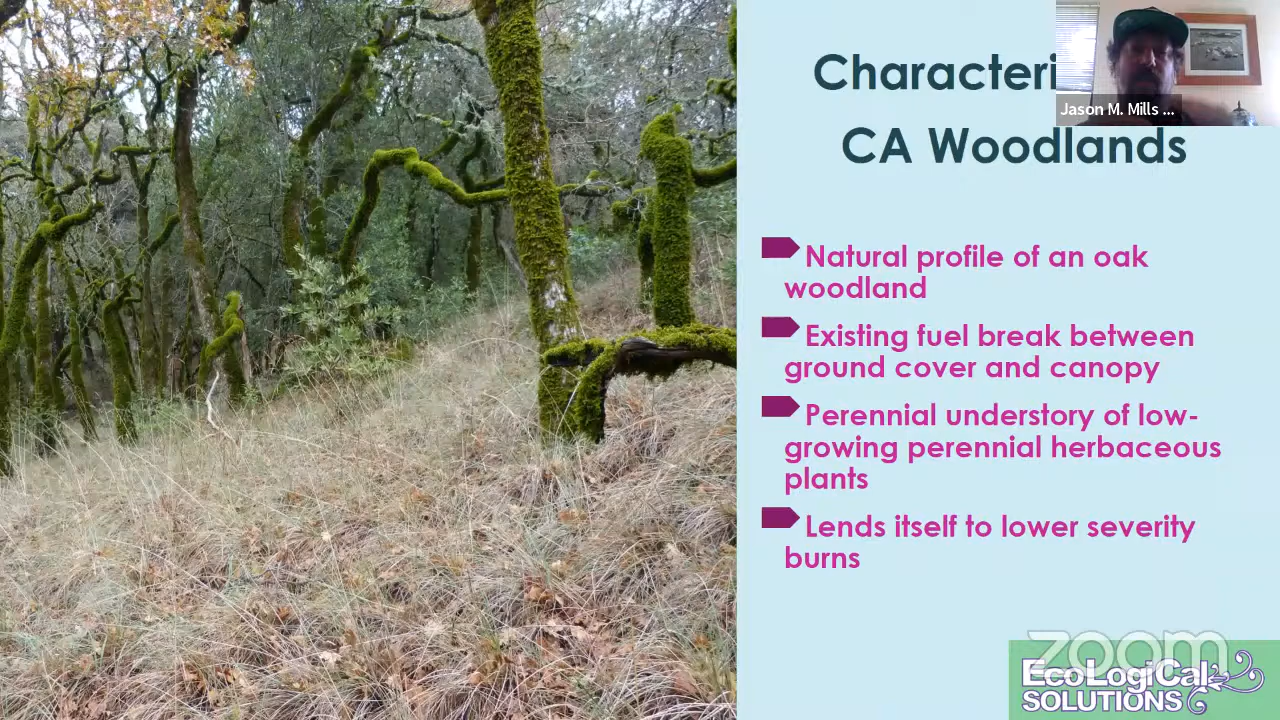 Characteri
CA Woodlands
Jason M. Mills ...
Natural profile of an oak
woodland
Existing fuel break between
ground cover and canopy
Perennial understory of low-
growing perennial herbaceous
plants
Lends itself to lower severity
burns
zoom
EcoLogiCal
SOLUTIONS